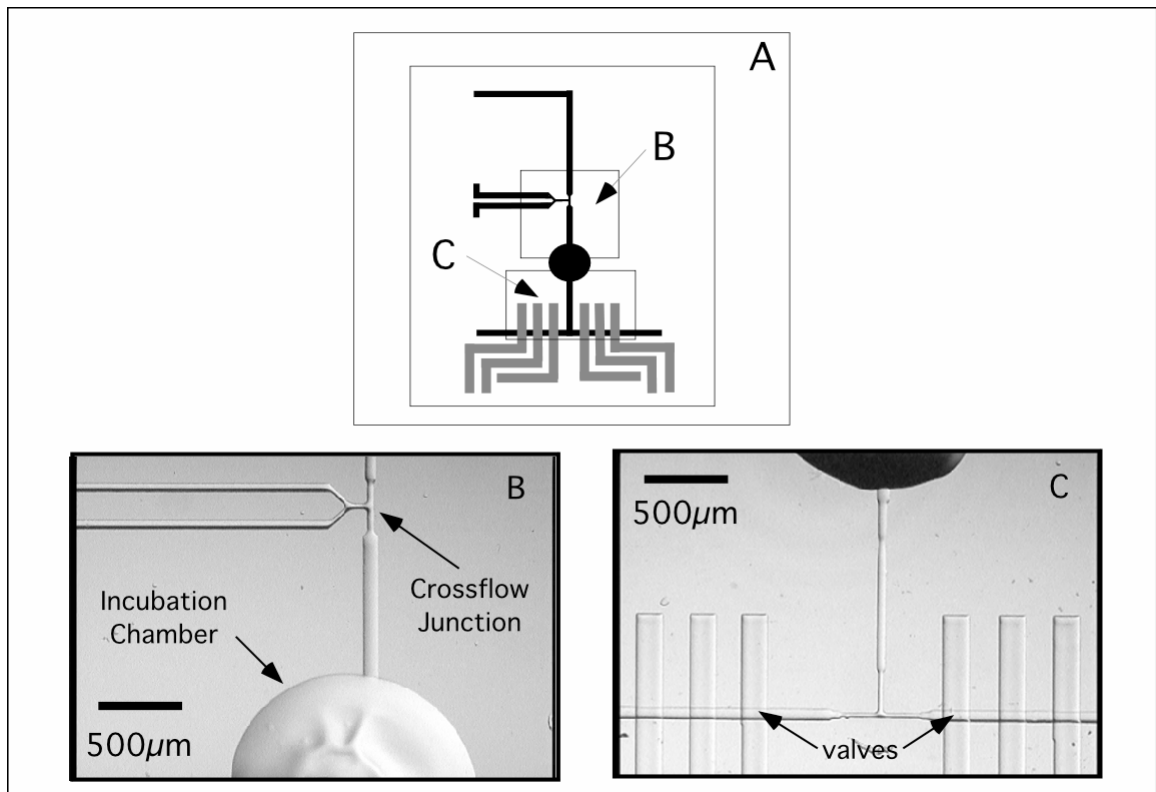 A
B
C
B
Crossflow
Junction
Incubation
Chamber
500μm
C
500μm
valves